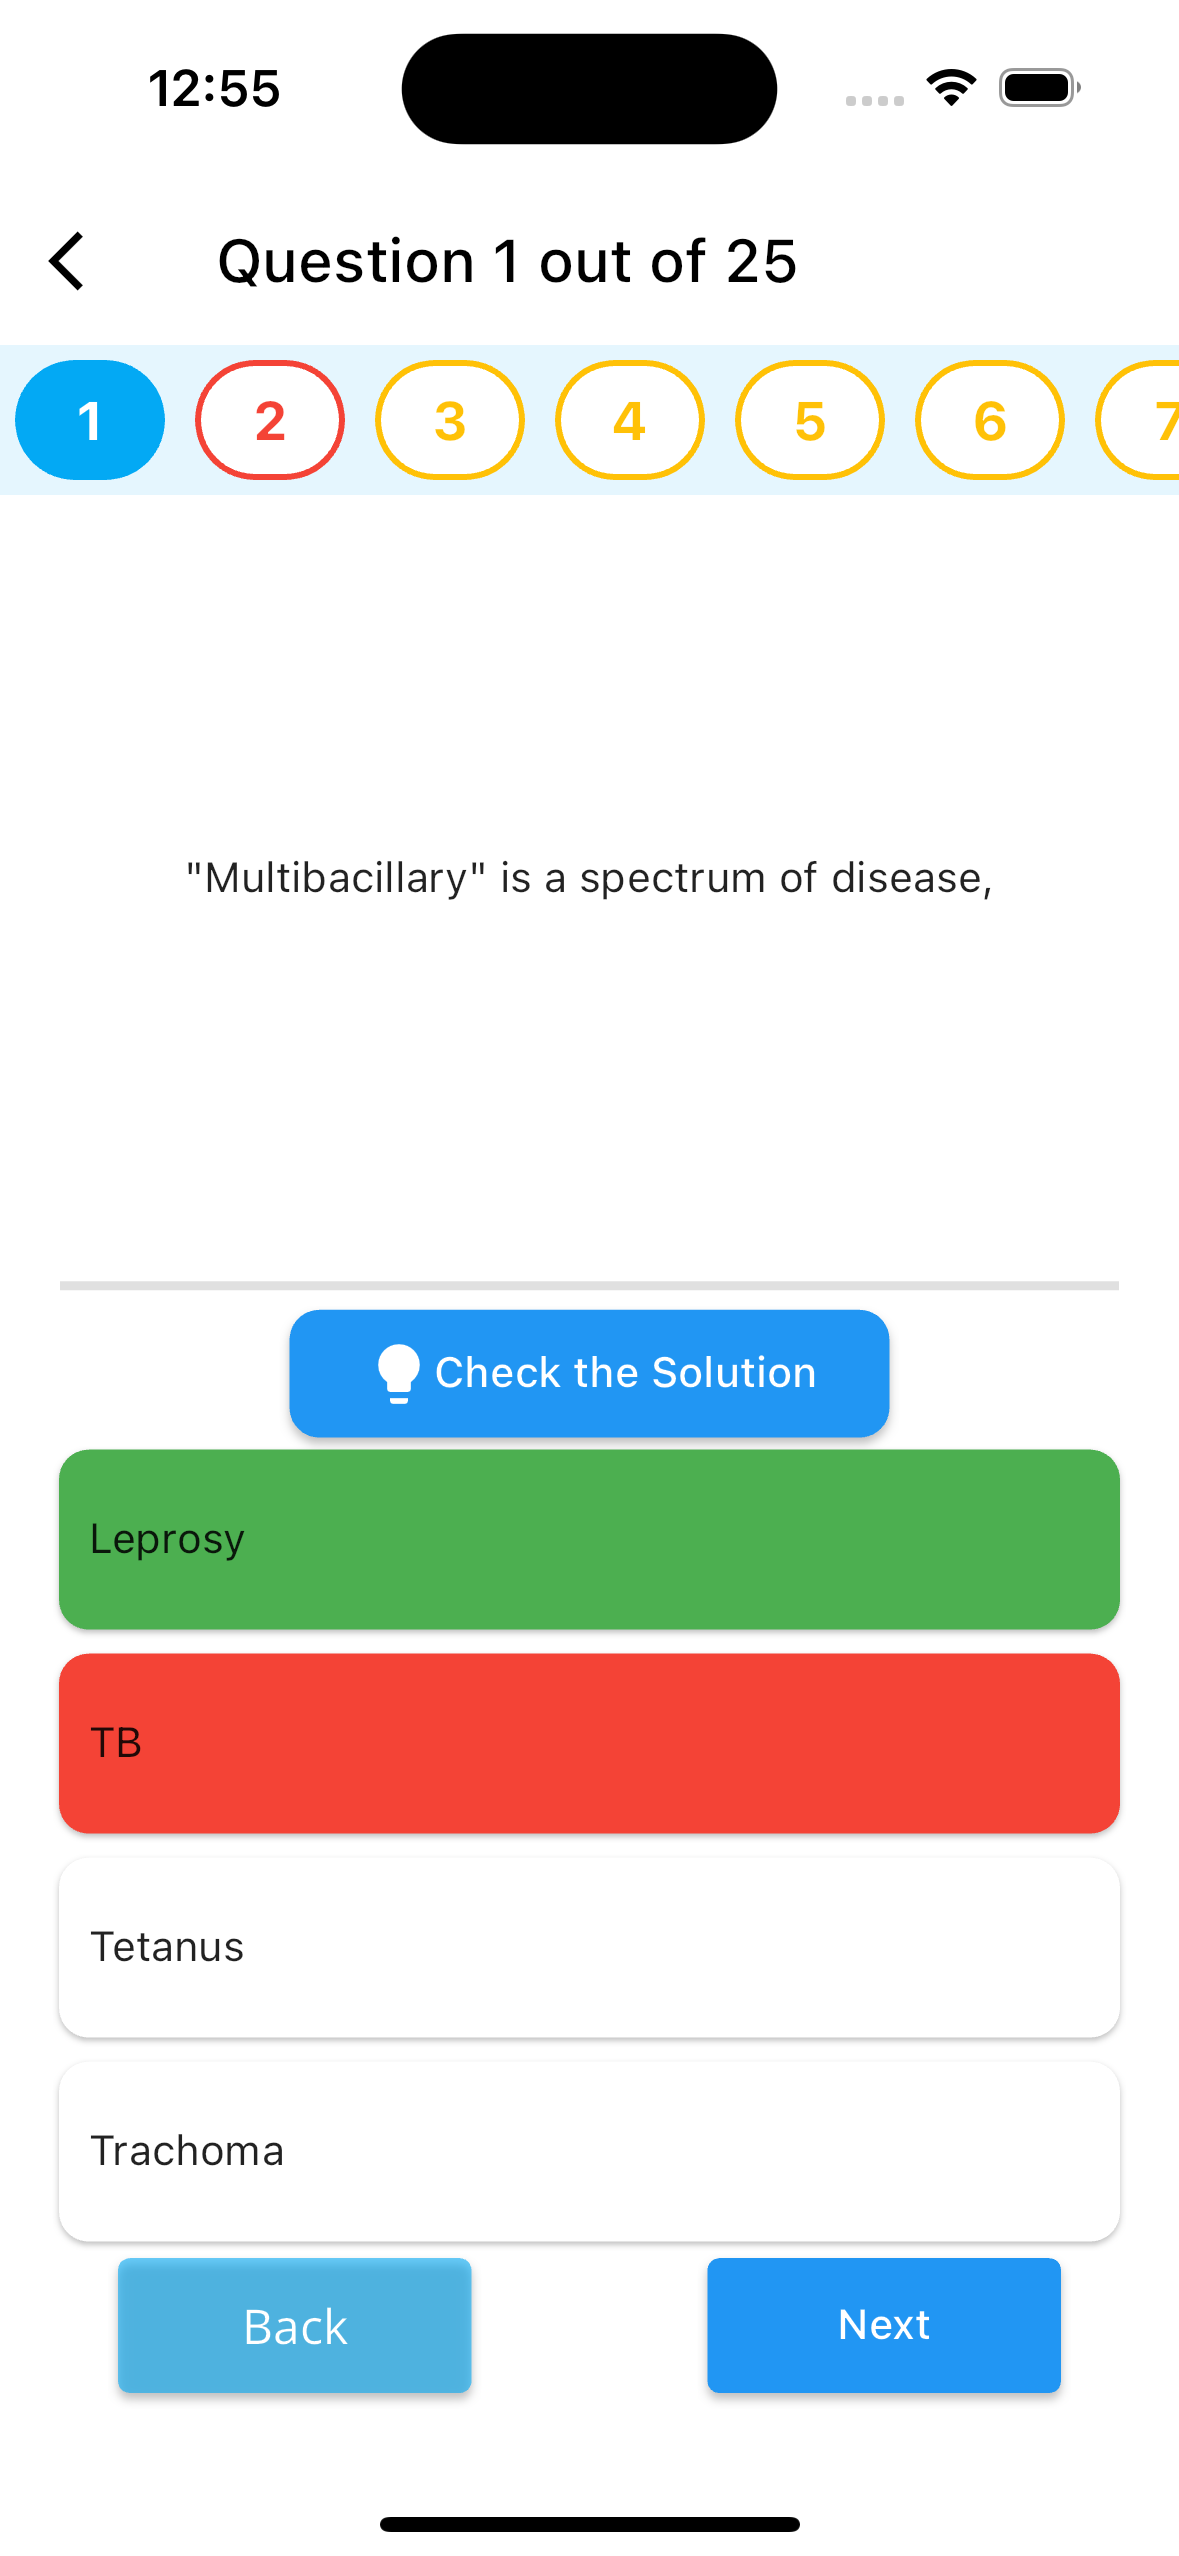 12:55
Question 1 out of 25
1 2 3 4 5 6 7
"Multibacillary" is a spectrum of disease,
Check the Solution
Leprosy
TB
Tetanus
Trachoma
Back Next